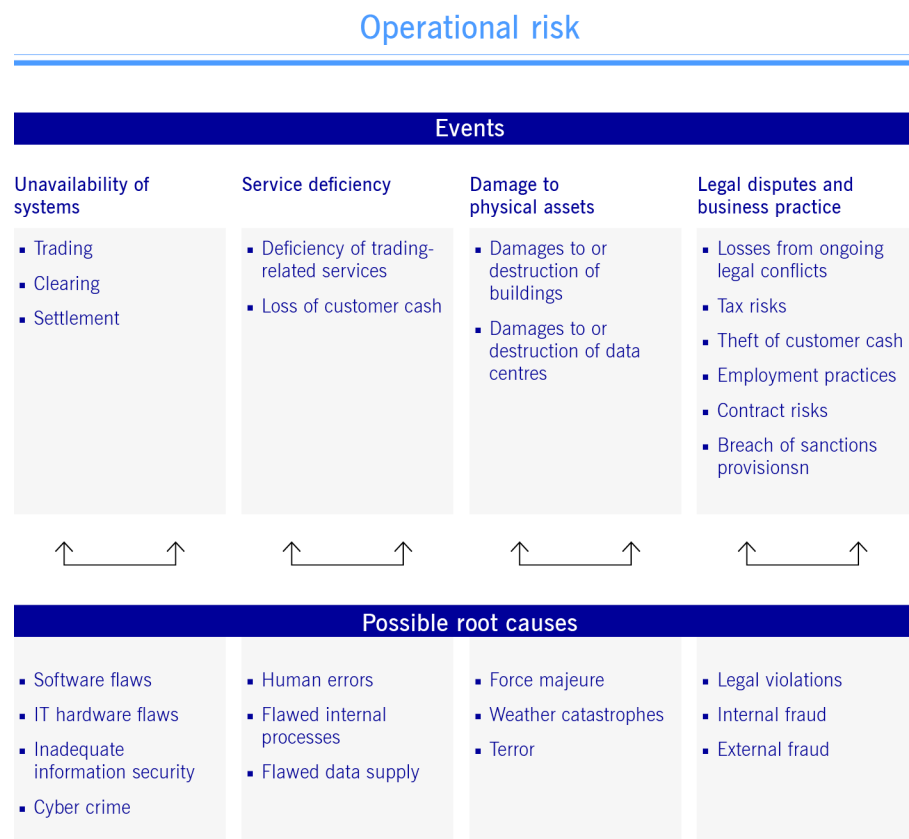 Operational risk
Events
Unavailability of
systems
▪ Trading
▪ Clearing
▪ Settlement
Service deficiency
▪ Deficiency of trading-
related services
▪ Loss of customer cash
Damage to
physical assets
▪ Damages to or
destruction of
buildings
▪ Damages to or
destruction of data
centres
Legal disputes and
business practice
▪ Losses from ongoing
legal conflicts
▪ Tax risks
▪ Theft of customer cash
▪ Employment practices
▪ Contract risks
▪ Breach of sanctions
provisionsn
Possible root causes
▪ Software flaws
▪ IT hardware flaws
▪ Inadequate
information security
▪ Cyber crime
▪ Human errors
▪ Flawed internal
processes
▪ Flawed data supply
▪ Force majeure
▪ Weather catastrophes
▪ Terror
▪ Legal violations
▪ Internal fraud
▪ External fraud